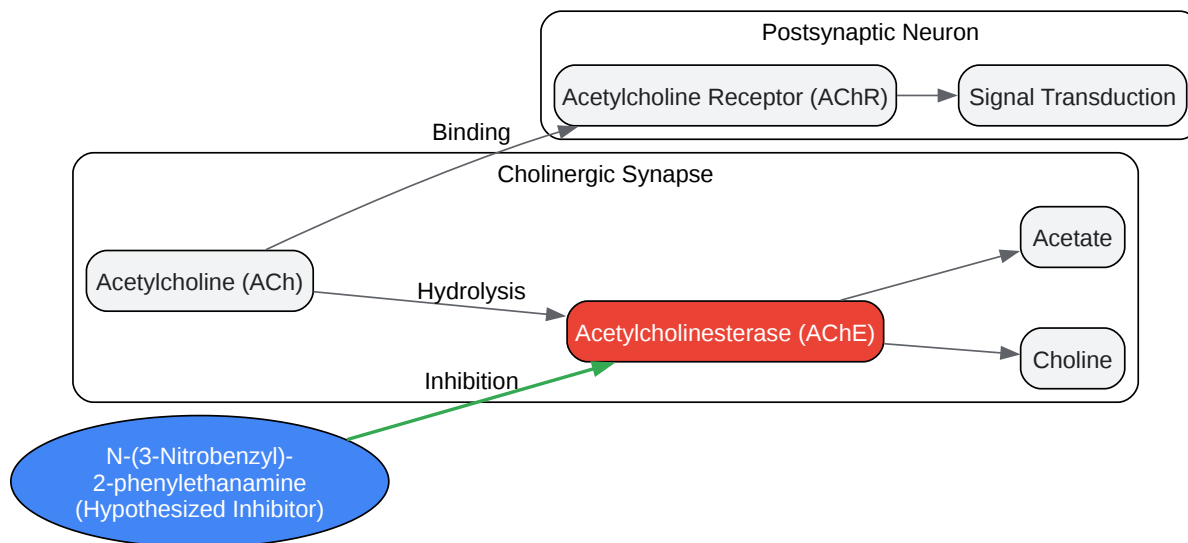 Postsynaptic Neuron
Acetylcholine Receptor (AChR)
Signal Transduction
Binding
Cholinergic Synapse
Acetate
Acetylcholine (ACh)
Hydrolysis
Acetylcholinesterase (AChE)
Choline
Inhibition
N-(3-Nitrobenzyl)-
2-phenylethanamine
(Hypothesized Inhibitor)